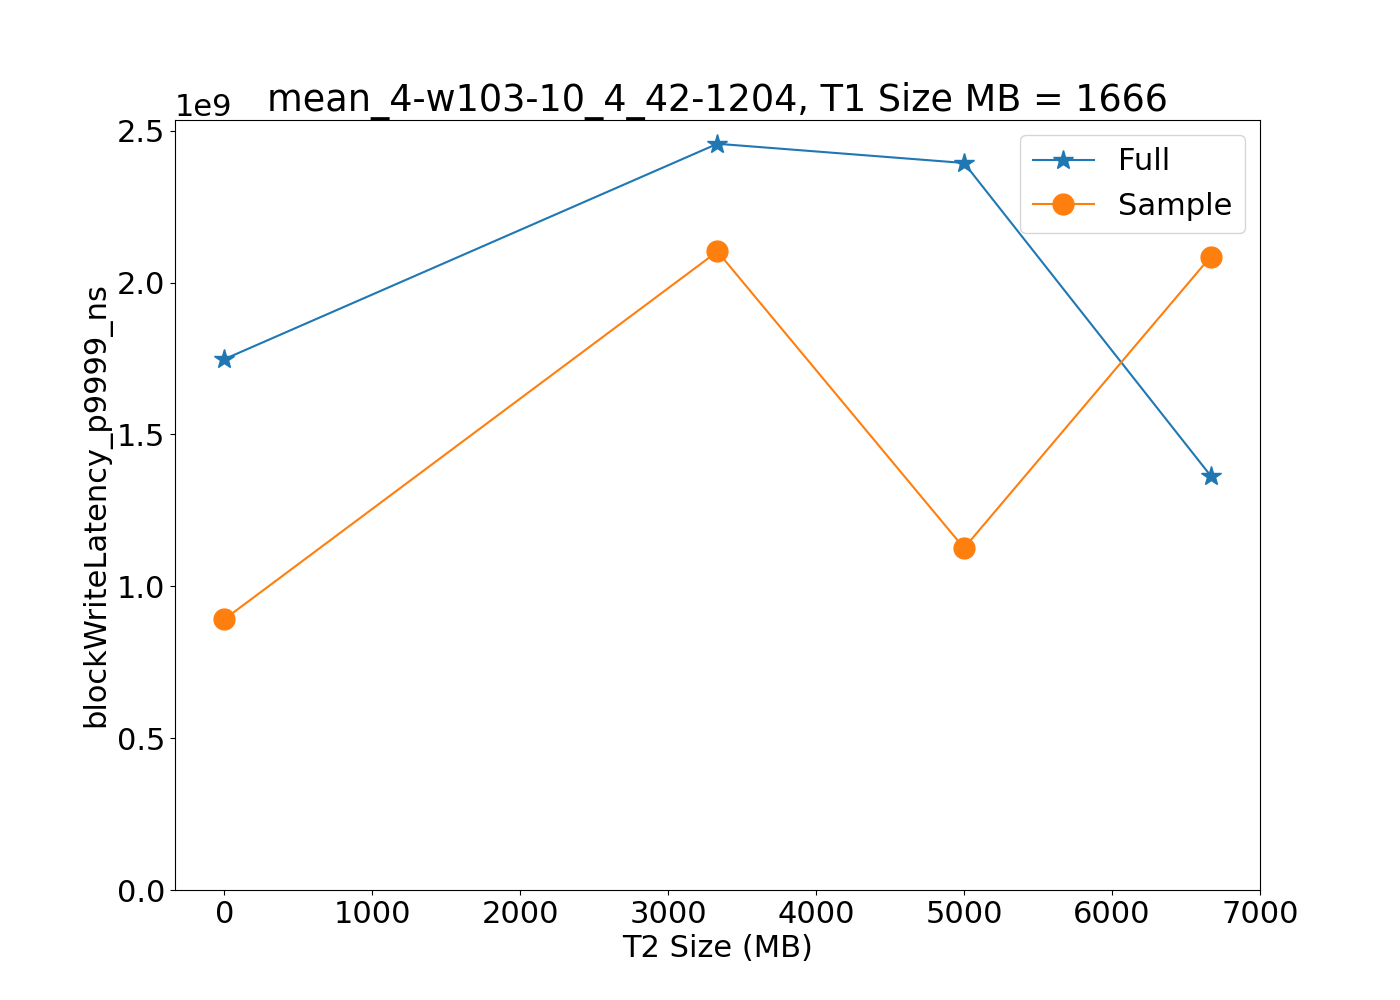 1e9
mean_4-w103-10_4_42-1204, T1 Size MB = 1666
2.5
2.0
1.5
1.0
0.5
0.0
blockWriteLatency_p9999_ns
Full
Sample
0 1000 2000 3000 4000 5000 6000 7000
T2 Size (MB)